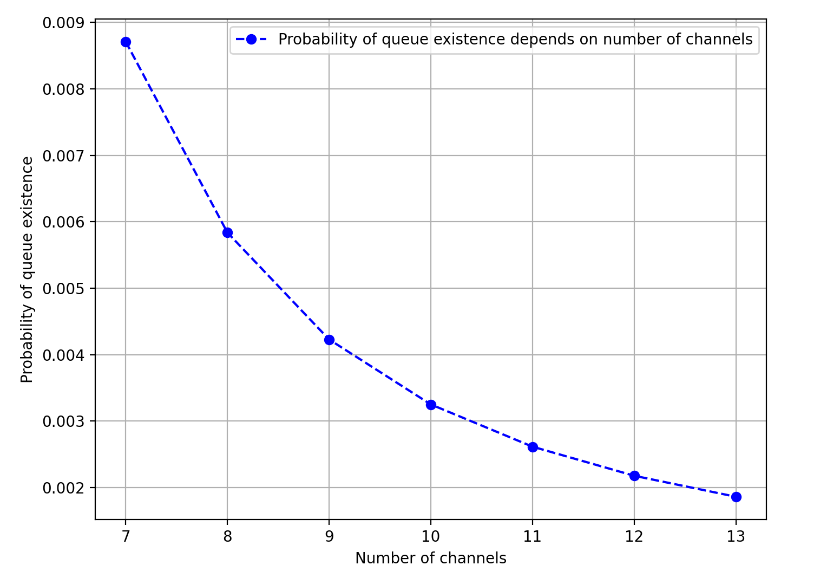 Probability of queue existence depends on number of channels
0.009
0.008
0.007
0.006
0.005
0.004
0.003
0.002
Probability of queue existence
7 8 9 10 11 12 13
Number of channels